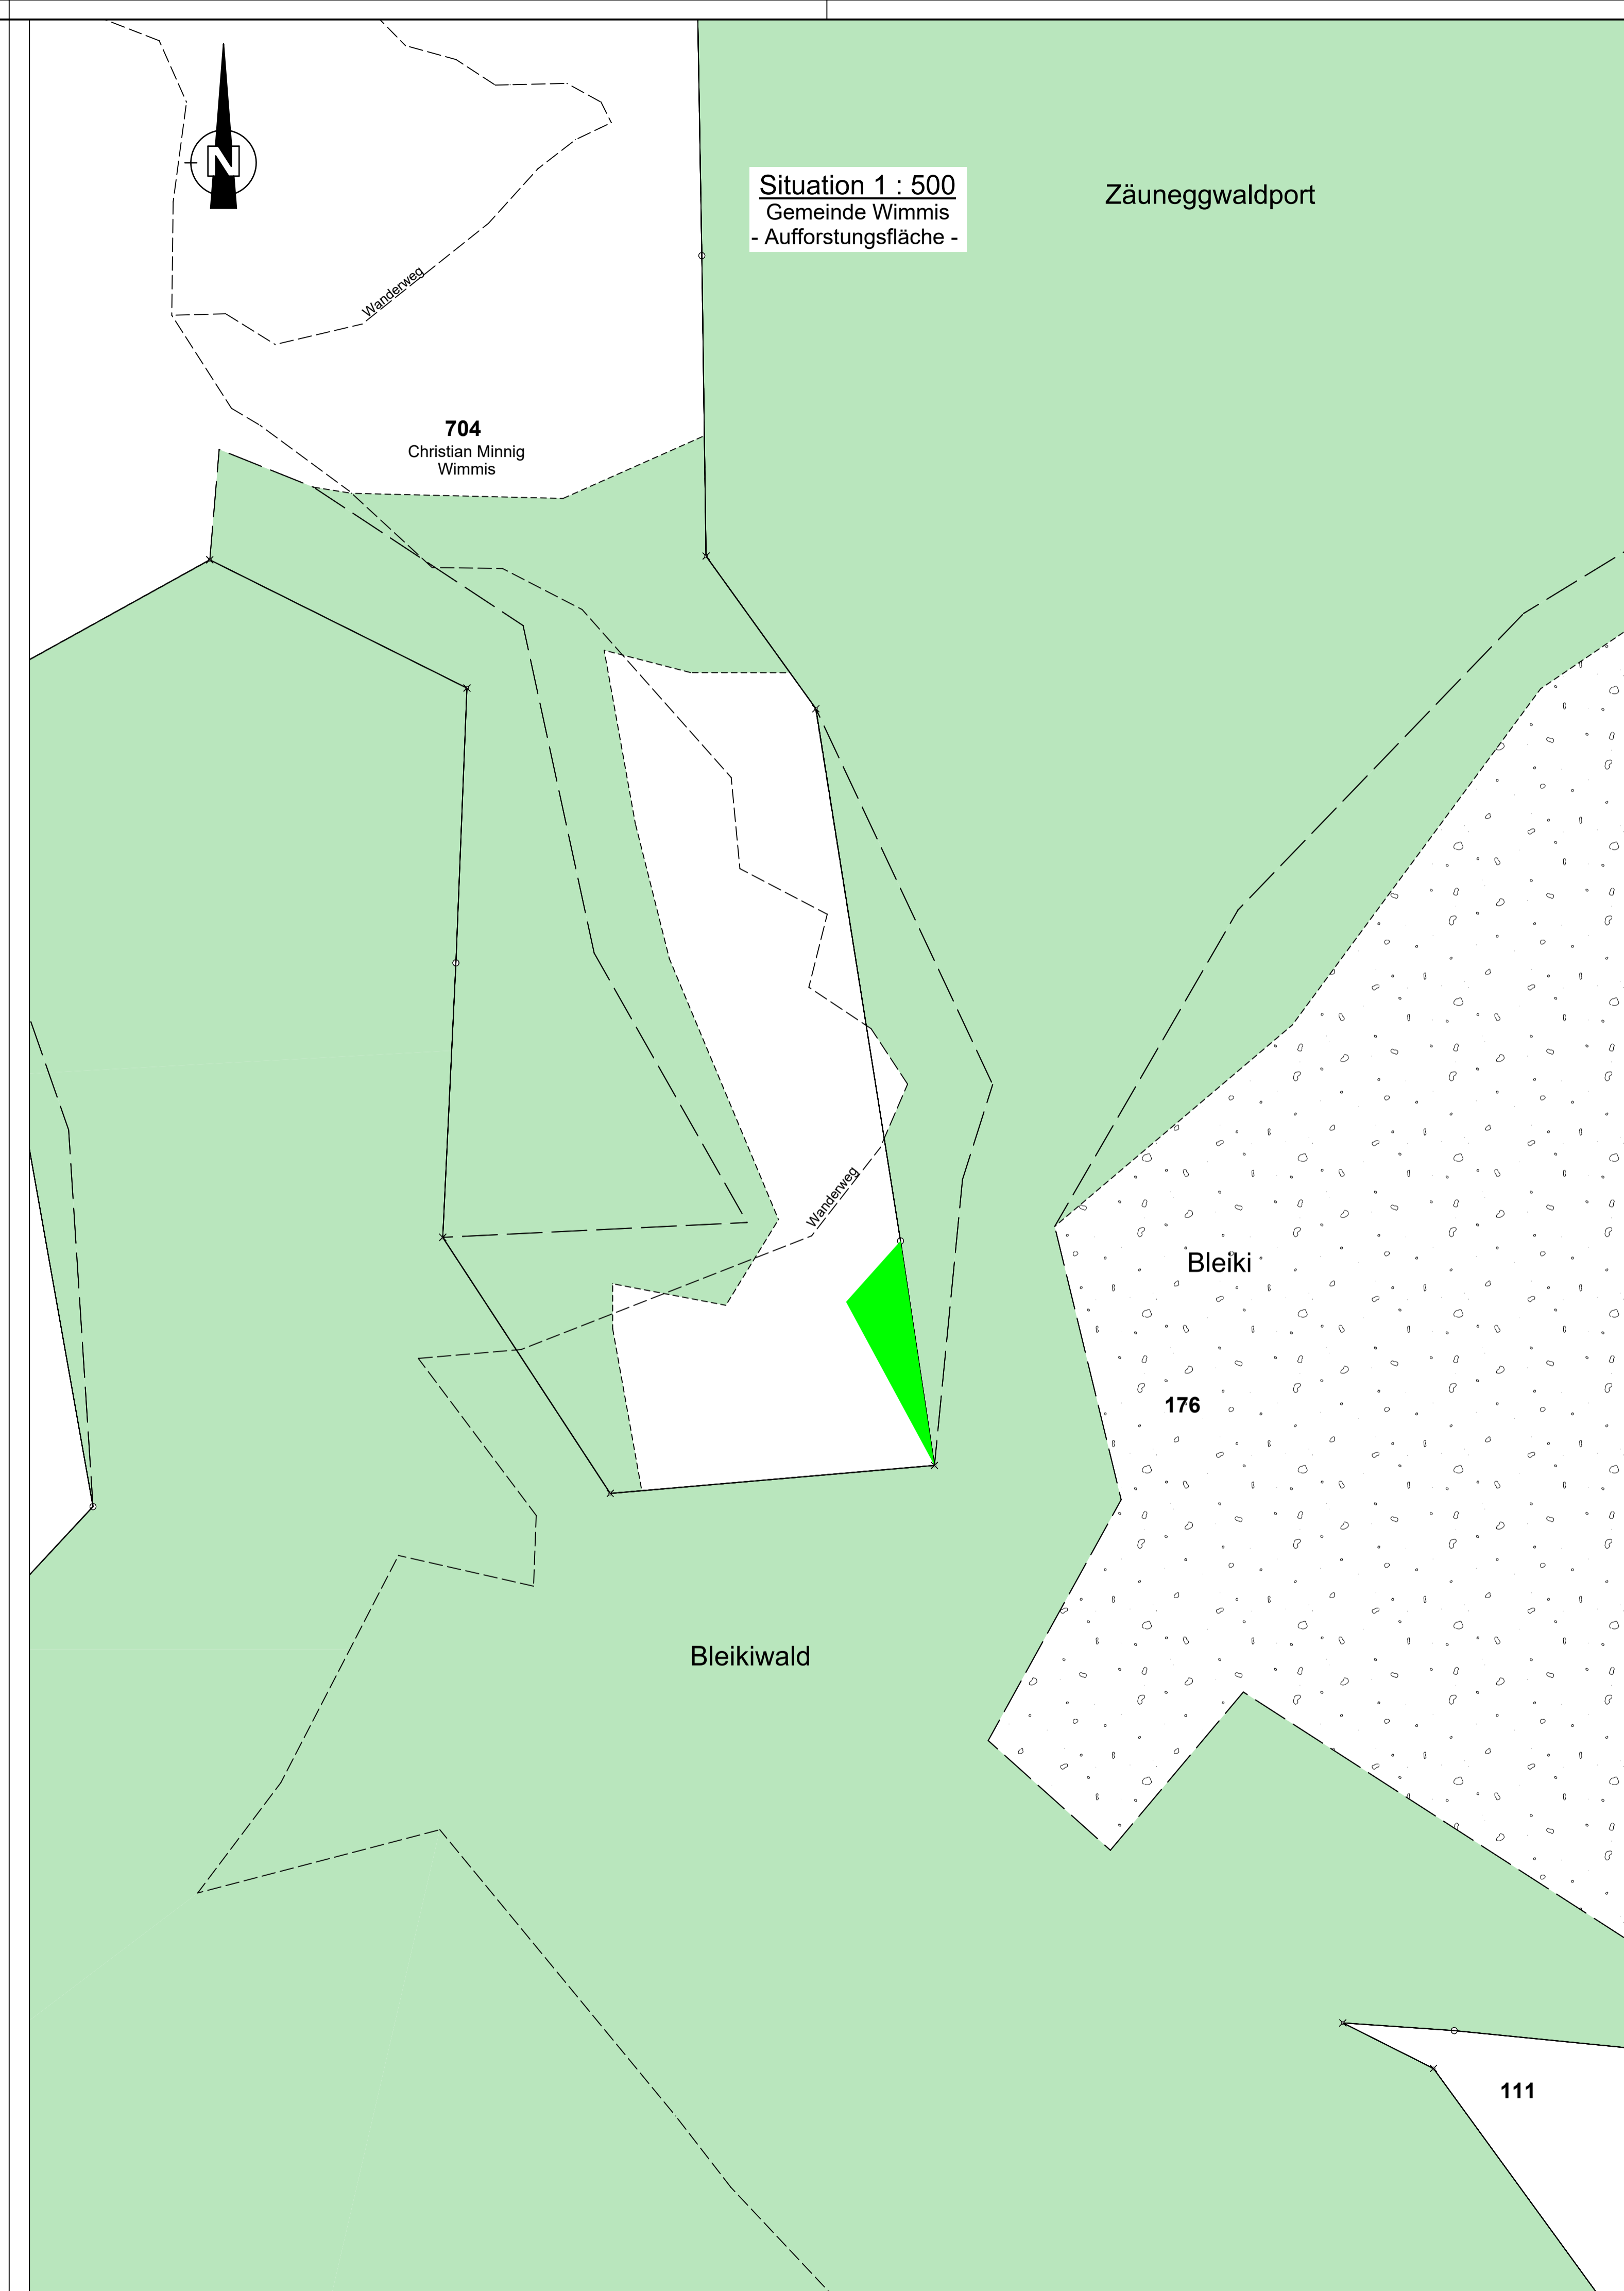 N
Situation 1 : 500
Gemeinde Wimmis
- Aufforstungsfläche -
Zäuneggwaldport
Wanderweg
704
Christian Minnig
Wimmis
Wanderweg
Bleiki
176
Bleikiwald
111